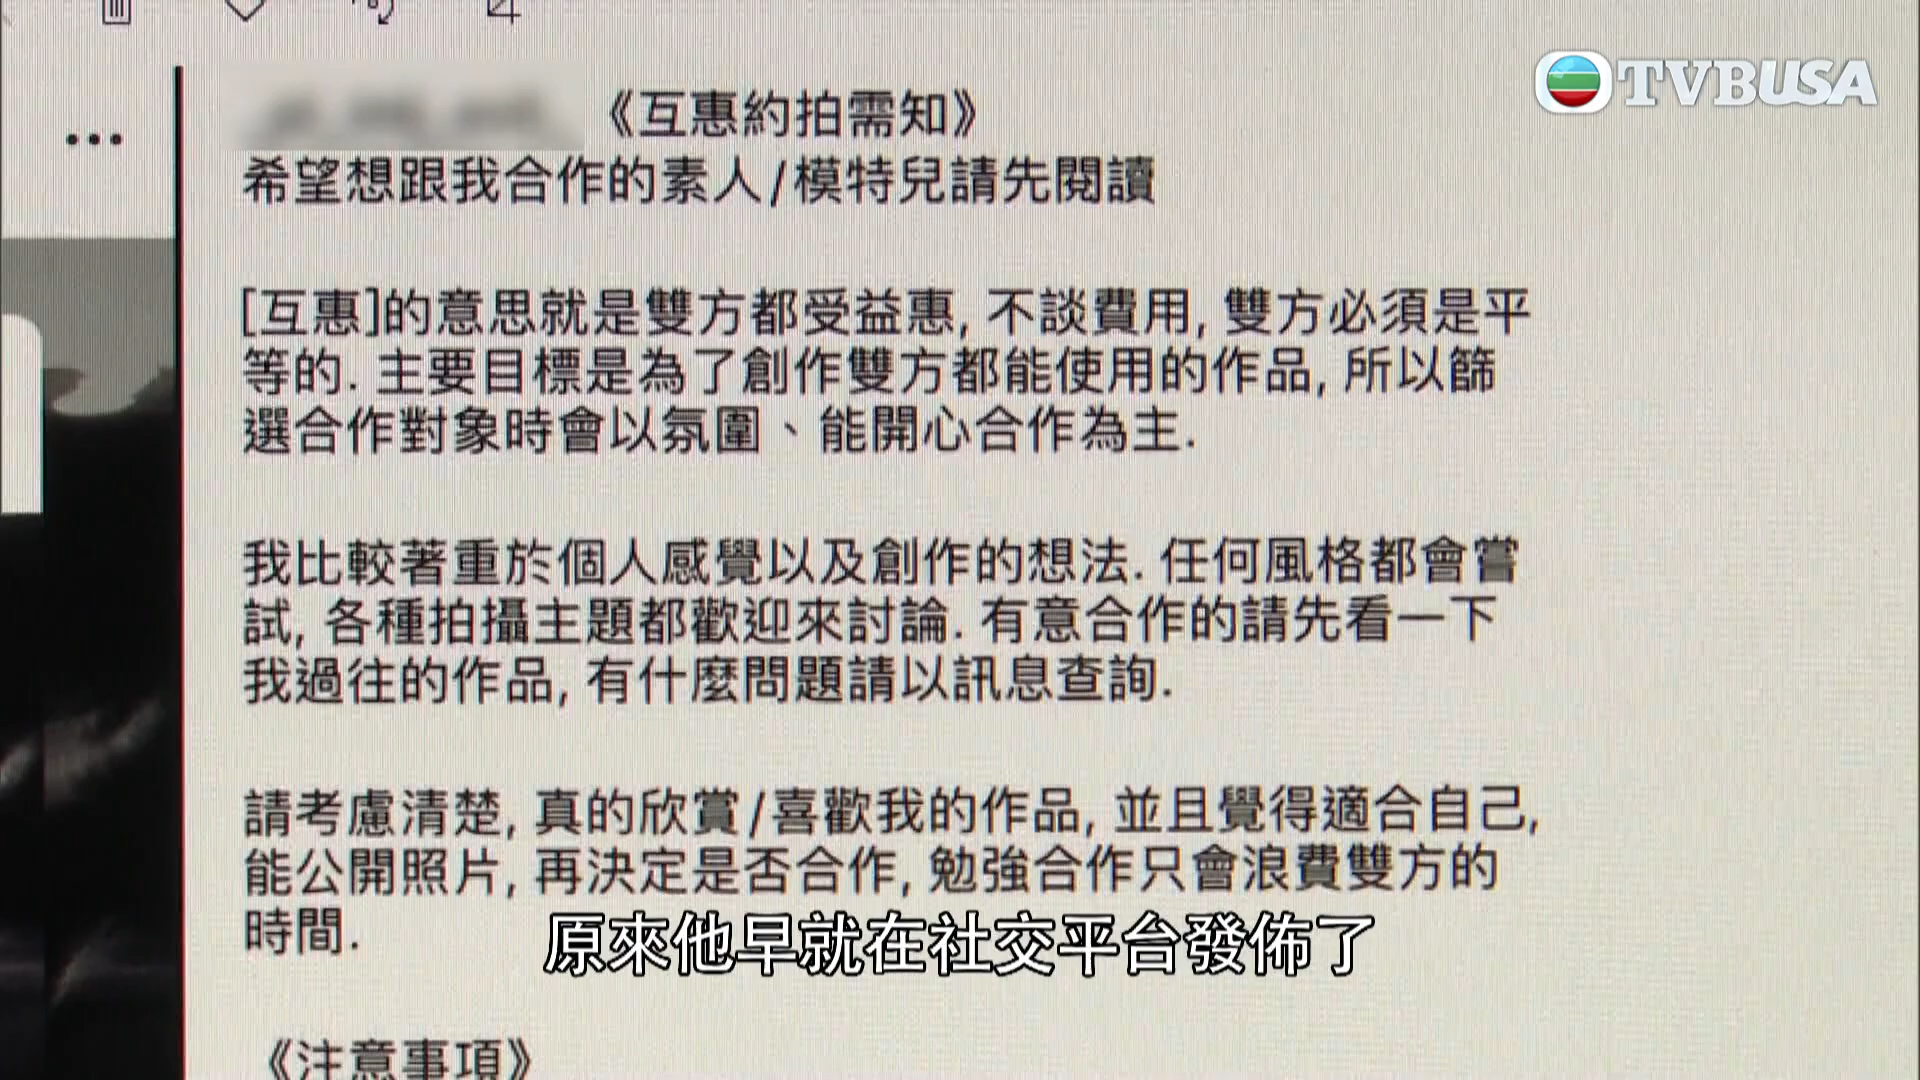 TVBUSA
《互惠約拍需知》
希望想跟我合作的素人/模特兒請先閱讀
[互惠]的意思就是雙方都受益惠, 不談費用, 雙方必須是平
等的. 主要目標是為了創作雙方都能使用的作品, 所以篩
選合作對象時會以氛圍、能開心合作為主.
我比較著重於個人感覺以及創作的想法. 任何風格都會嘗
試, 各種拍攝主題都歡迎來討論. 有意合作的請先看一下
我過往的作品, 有什麼問題請以訊息查詢.
請考慮清楚, 真的欣賞/喜歡我的作品, 並且覺得適合自己,
能公開照片, 再決定是否合作, 勉強合作只會浪費雙方的
時間.
原來他早就在社交平台發佈了
《注意事項》